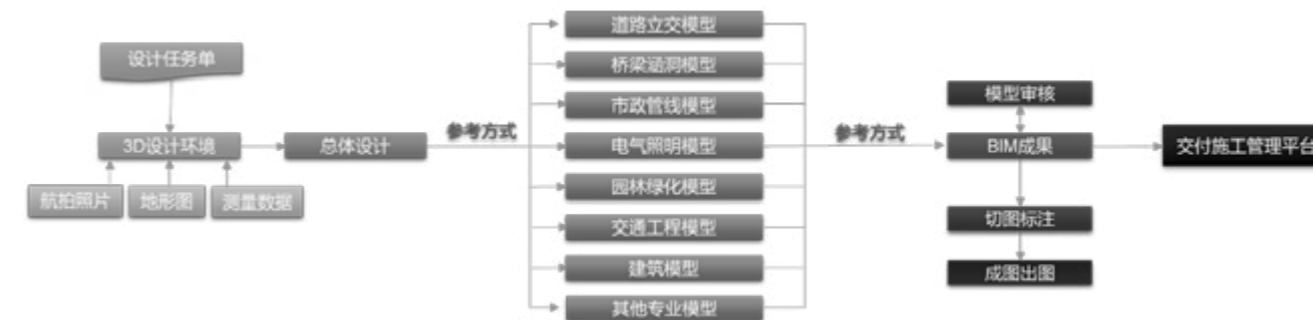 设计任务单
3D设计环境
航拍照片
地形图
测量数据
总体设计
参考方式
道路立交模型
桥梁涵洞模型
市政管线模型
电气照明模型
园林绿化模型
交通工程模型
建筑模型
其他专业模型
参考方式
模型审核
BIM成果
切图标注
成图出图
交付施工管理平台